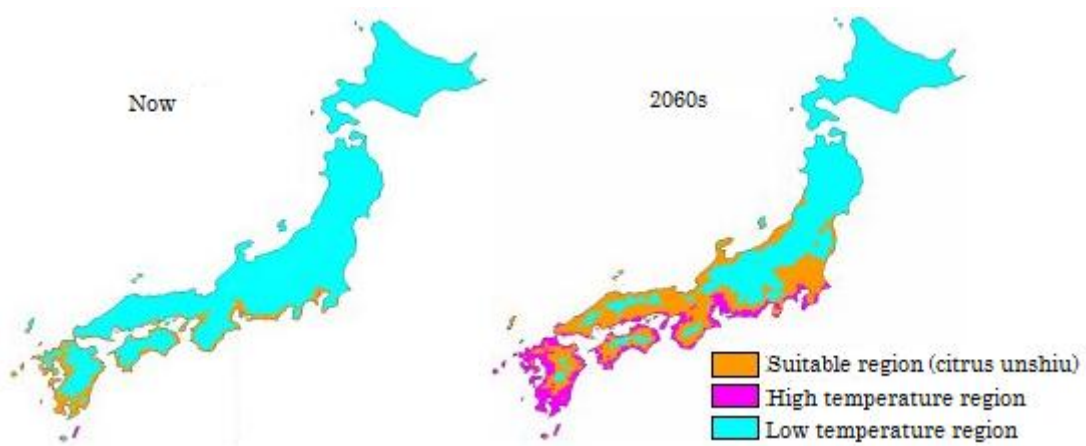 Now
2060s
Suitable region (citrus unshiu)
High temperature region
Low temperature region